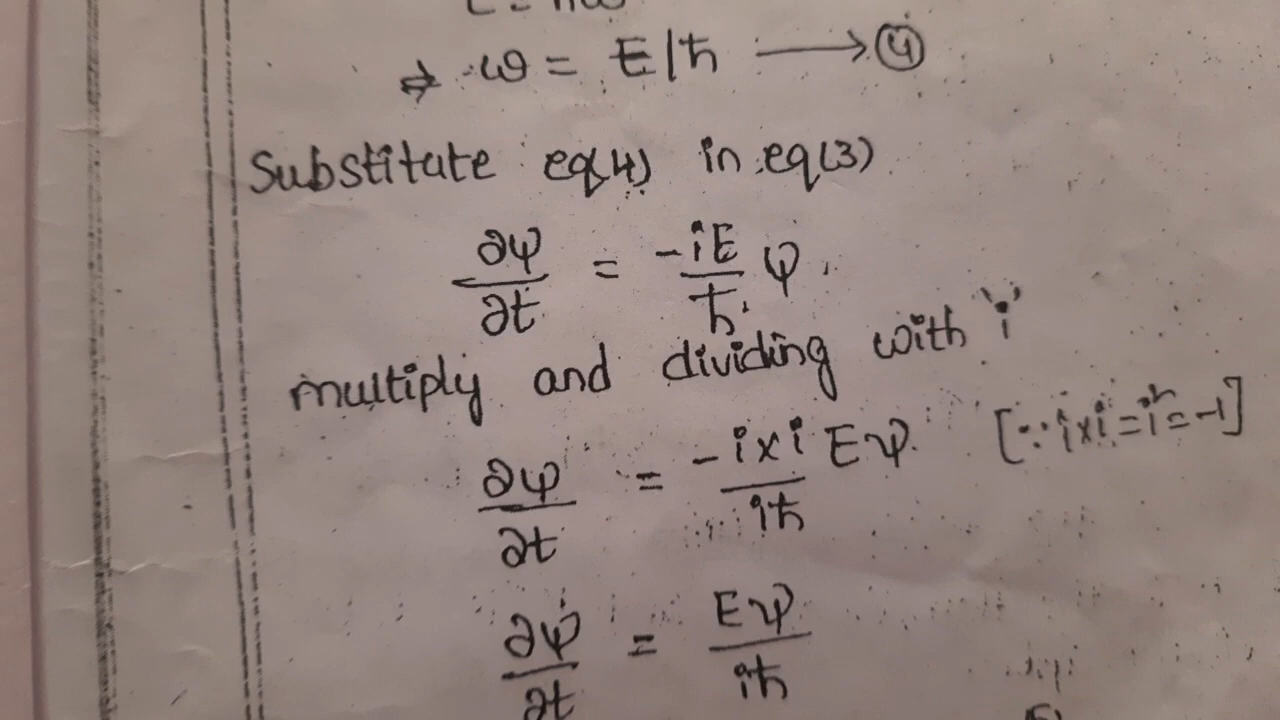 ⇒ ω = E/ħ ⟶ ④
Substitute eq(4) in eq(3)
∂ψ/∂t = -iE/ħ ψ.
multiply and dividing with 'i'
∂ψ/∂t = -i×i/iħ Eψ. [∵ i×i = i² = -1]
∂ψ/∂t = Eψ/iħ